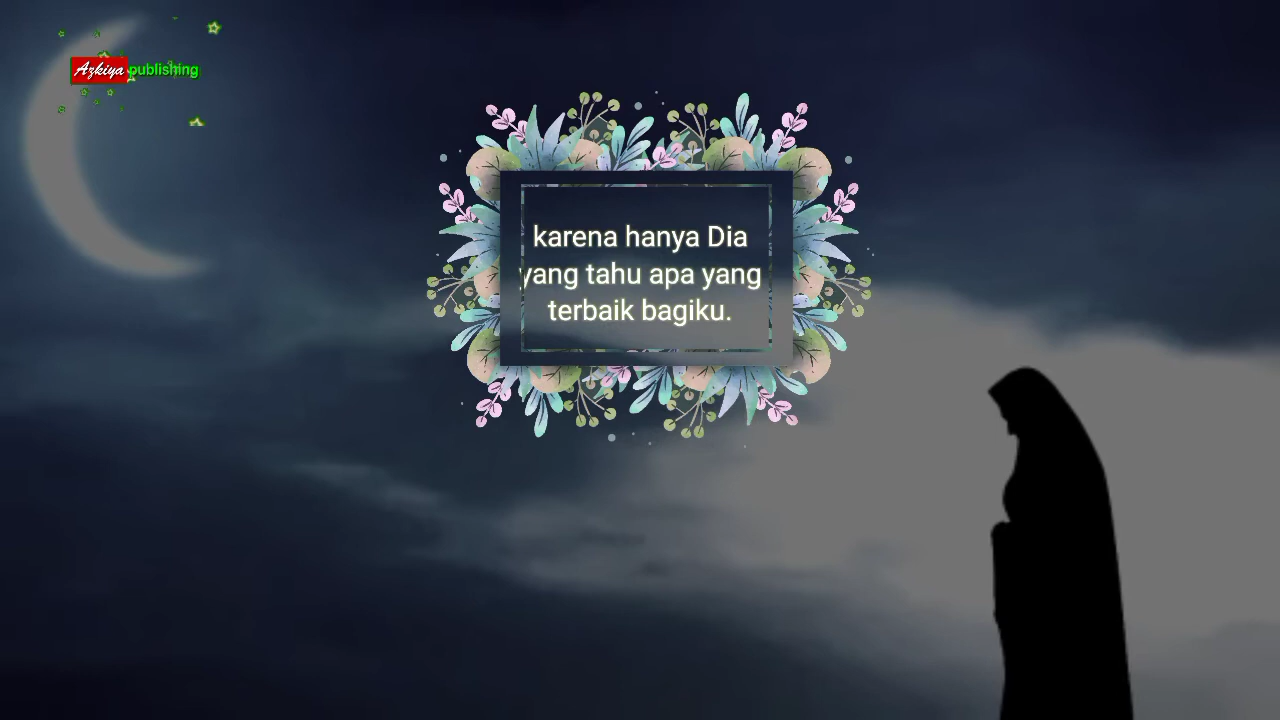 Azkiya publishing
karena hanya Dia
yang tahu apa yang
terbaik bagiku.